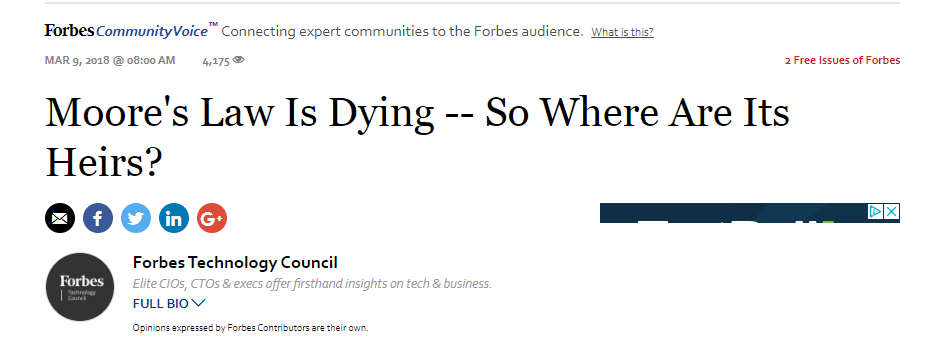 Forbes CommunityVoice™ Connecting expert communities to the Forbes audience. What is this?
MAR 9, 2018 @ 08:00 AM 4,175 2 Free Issues of Forbes
Moore's Law Is Dying -- So Where Are Its
Heirs?
f in G+
Forbes Technology Council
Forbes
Technology
Council
Elite CIOs, CTOs & execs offer firsthand insights on tech & business.
FULL BIO
Opinions expressed by Forbes Contributors are their own.